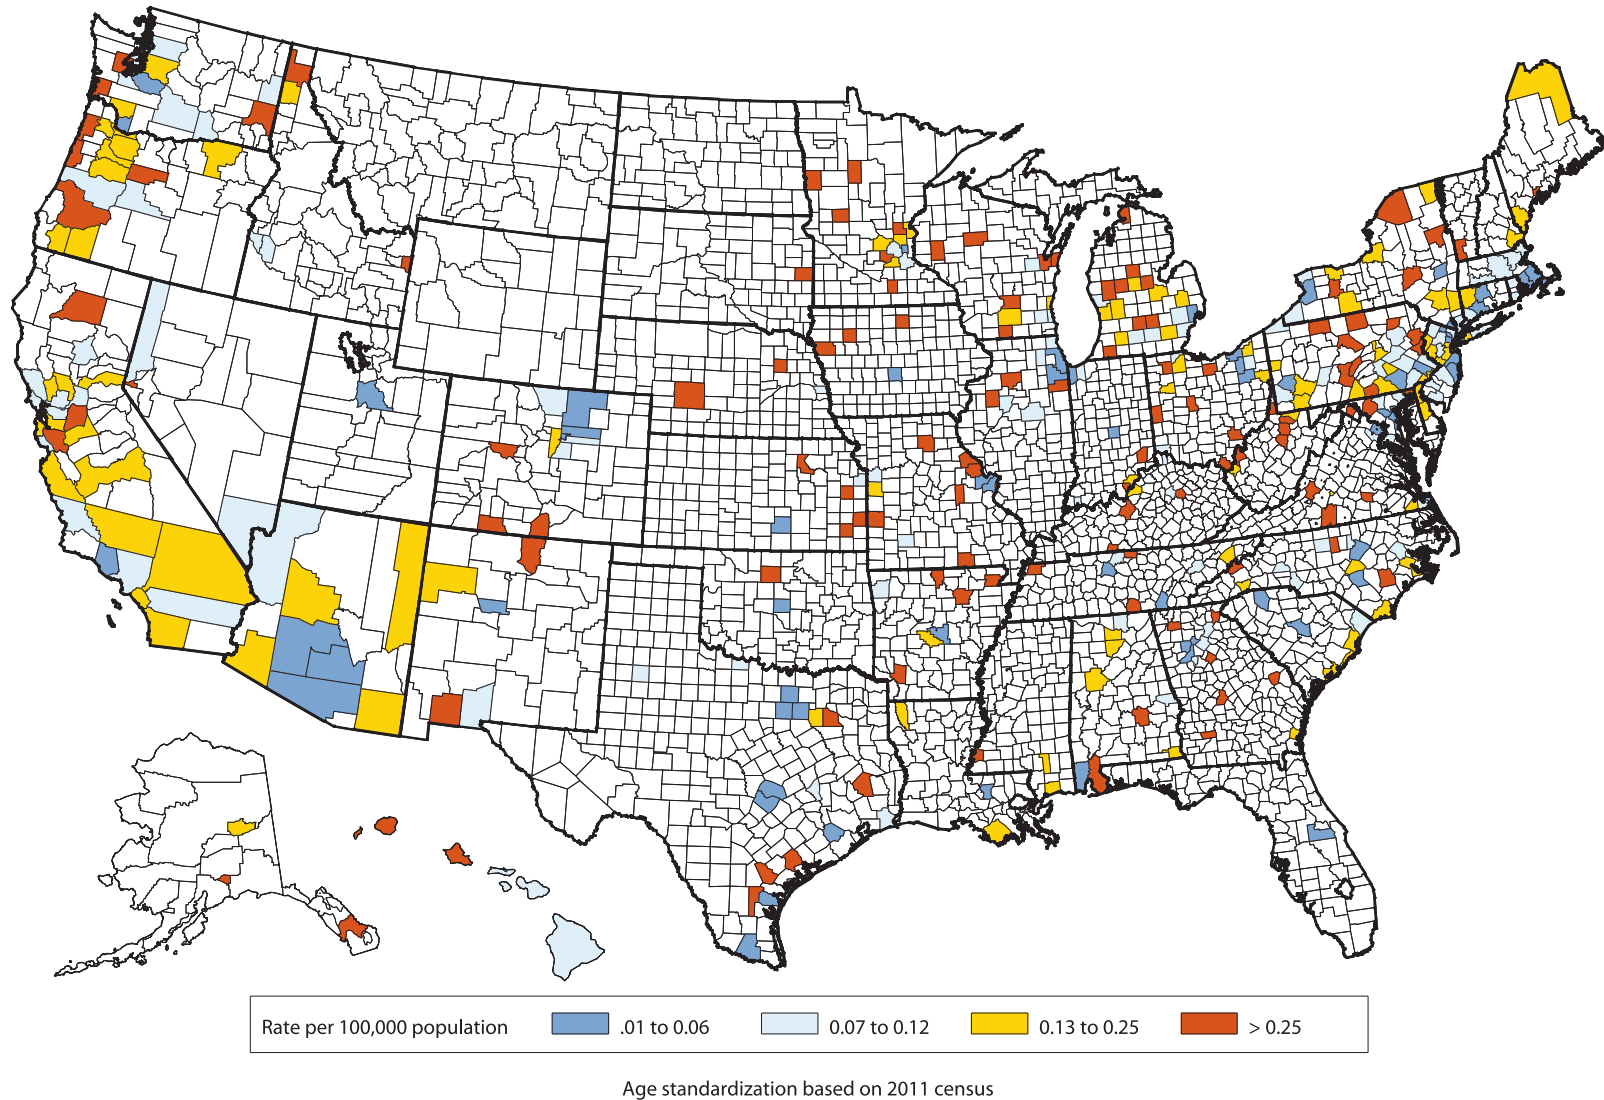 Rate per 100,000 population .01 to 0.06 0.07 to 0.12 0.13 to 0.25 > 0.25
Age standardization based on 2011 census